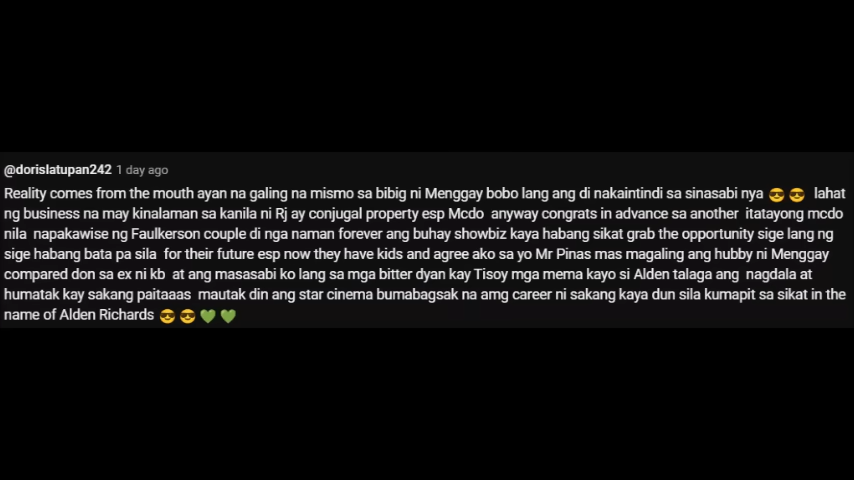 @dorislatupan242 1 day ago
Reality comes from the mouth ayan na galing na mismo sa bibig ni Menggay bobo lang ang di nakaintindi sa sinasabi nya 😎 😎 lahat
ng business na may kinalaman sa kanila ni Rj ay conjugal property esp Mcdo anyway congrats in advance sa another itatayong mcdo
nila napakawise ng Faulkerson couple di nga naman forever ang buhay showbiz kaya habang sikat grab the opportunity sige lang ng
sige habang bata pa sila for their future esp now they have kids and agree ako sa yo Mr Pinas mas magaling ang hubby ni Menggay
compared don sa ex ni kb at ang masasabi ko lang sa mga bitter dyan kay Tisoy mga mema kayo si Alden talaga ang nagdala at
humatak kay sakang paitaaas mautak din ang star cinema bumabagsak na amg career ni sakang kaya dun sila kumapit sa sikat in the
name of Alden Richards 😎 😎 💚 💚